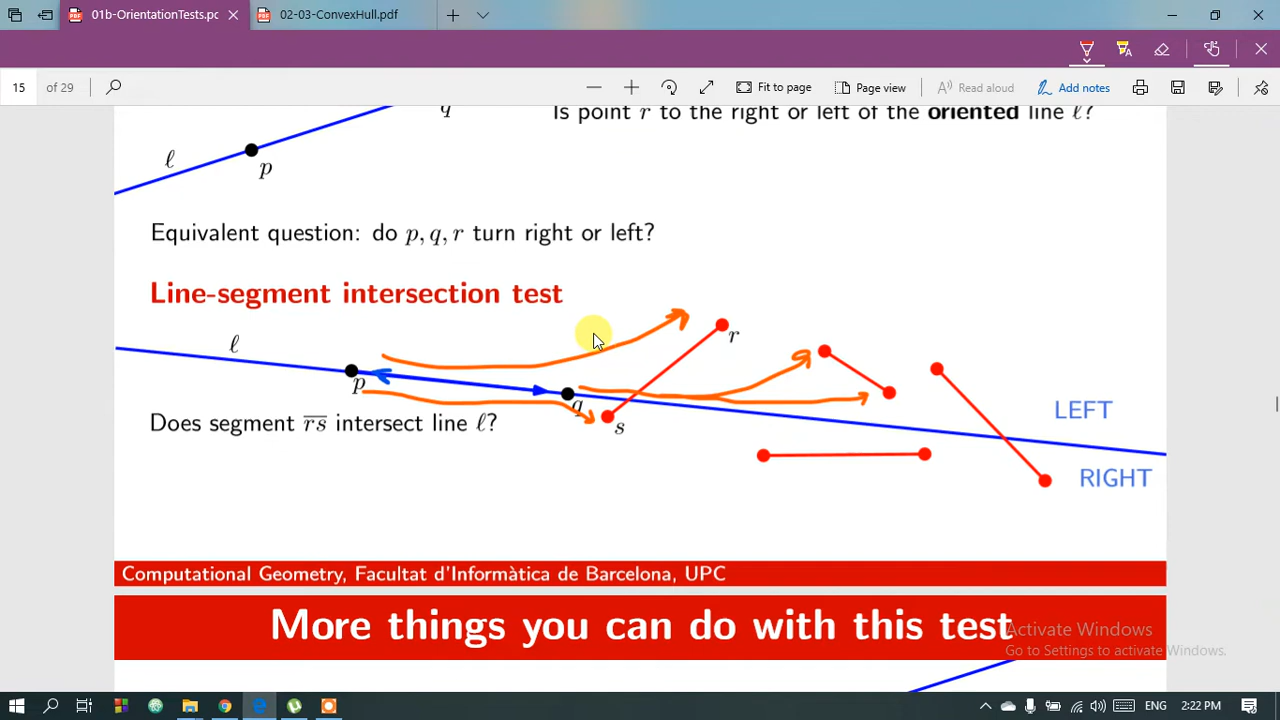 01b-OrientationTests.pc
02-03-ConvexHull.pdf
15 of 29
Fit to page
Page view
Read aloud
Add notes
q
Is point r to the right or left of the oriented line ℓ?
ℓ
p
Equivalent question: do p, q, r turn right or left?
Line-segment intersection test
ℓ
r
p
q
LEFT
Does segment r̅s̅ intersect line ℓ?
s
RIGHT
Computational Geometry, Facultat d'Informàtica de Barcelona, UPC
More things you can do with this test
Activate Windows
Go to Settings to activate Windows.
ENG
2:22 PM